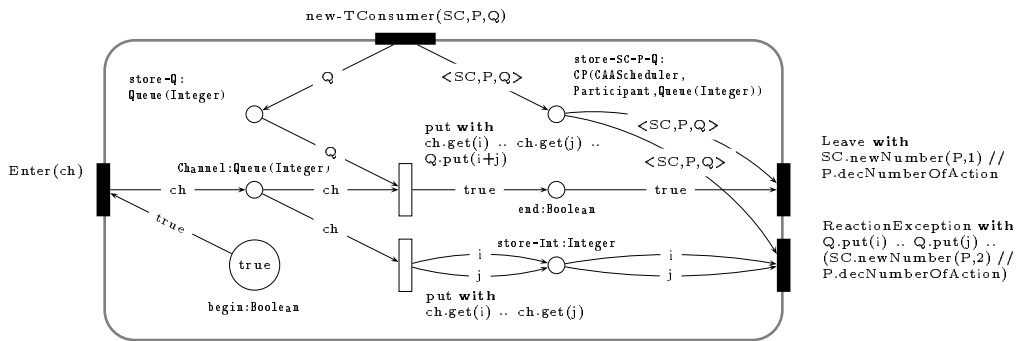 new-TConsumer(SC,P,Q)
store-Q:
Queue(Integer)
Q
<SC,P,Q>
store-SC-P-Q:
CP(CAAScheduler,
Participant,Queue(Integer))
<SC,P,Q>
<SC,P,Q>
Q
put with
ch.get(i) .. ch.get(j) ..
Q.put(i+j)
Leave with
SC.newNumber(P,1) //
P.decNumberOfAction
Enter(ch)
Channel:Queue(Integer)
ch
ch
true
true
end:Boolean
true
ch
true
begin:Boolean
store-Int:Integer
i
j
i
j
put with
ch.get(i) .. ch.get(j)
ReactionException with
Q.put(i) .. Q.put(j) ..
(SC.newNumber(P,2) //
P.decNumberOfAction)